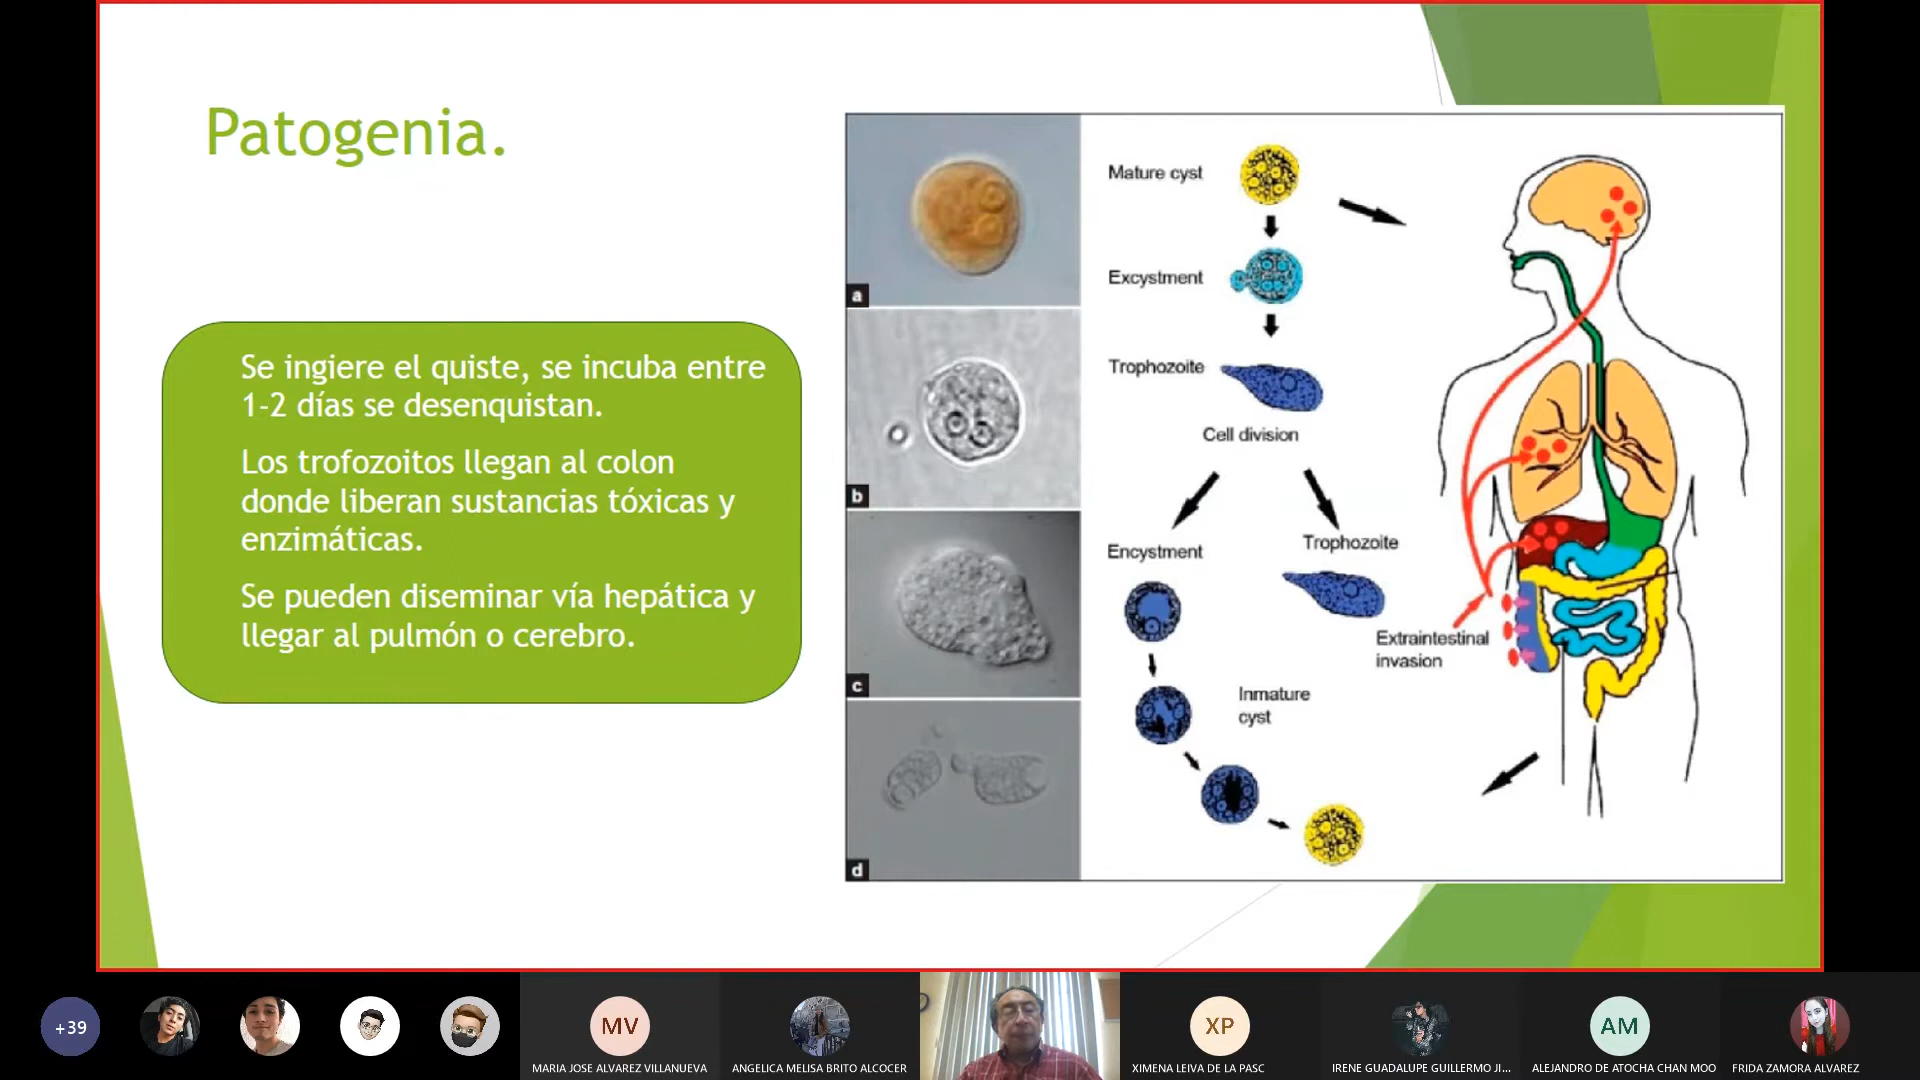 Patogenia.
Se ingiere el quiste, se incuba entre
1-2 días se desenquistan.
Los trofozoitos llegan al colon
donde liberan sustancias tóxicas y
enzimáticas.
Se pueden diseminar vía hepática y
llegar al pulmón o cerebro.
a
b
c
d
Mature cyst
Excystment
Trophozoite
Cell division
Encystment
Trophozoite
Extraintestinal
invasion
Inmature
cyst
+39
MV
MARIA JOSE ALVAREZ VILLANUEVA
ANGELICA MELISA BRITO ALCOCER
XP
XIMENA LEIVA DE LA PASC
IRENE GUADALUPE GUILLERMO JI...
AM
ALEJANDRO DE ATOCHA CHAN MOO
FRIDA ZAMORA ALVAREZ